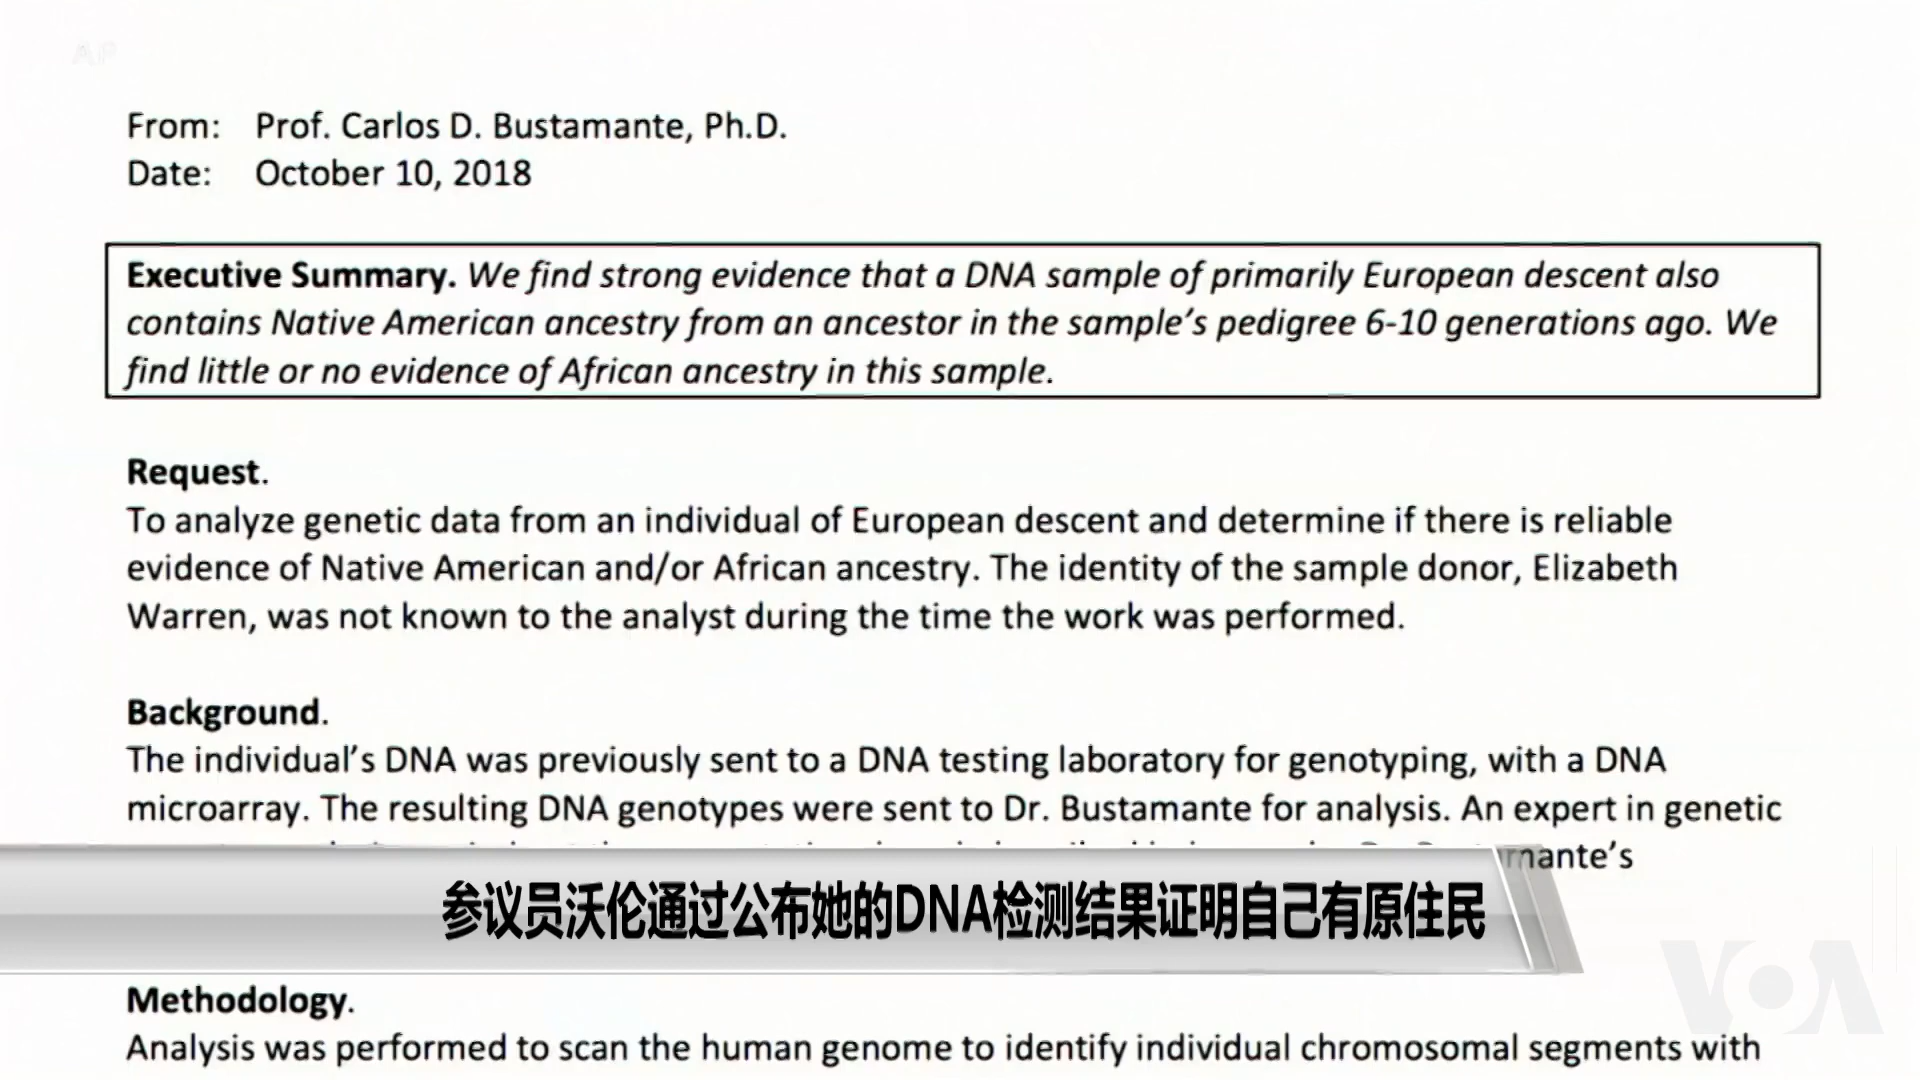 AP
From: Prof. Carlos D. Bustamante, Ph.D.
Date: October 10, 2018
Executive Summary. We find strong evidence that a DNA sample of primarily European descent also
contains Native American ancestry from an ancestor in the sample's pedigree 6-10 generations ago. We
find little or no evidence of African ancestry in this sample.
Request.
To analyze genetic data from an individual of European descent and determine if there is reliable
evidence of Native American and/or African ancestry. The identity of the sample donor, Elizabeth
Warren, was not known to the analyst during the time the work was performed.
Background.
The individual's DNA was previously sent to a DNA testing laboratory for genotyping, with a DNA
microarray. The resulting DNA genotypes were sent to Dr. Bustamante for analysis. An expert in genetic
参议员沃伦通过公布她的DNA检测结果证明自己有原住民
VOA
Methodology.
Analysis was performed to scan the human genome to identify individual chromosomal segments with